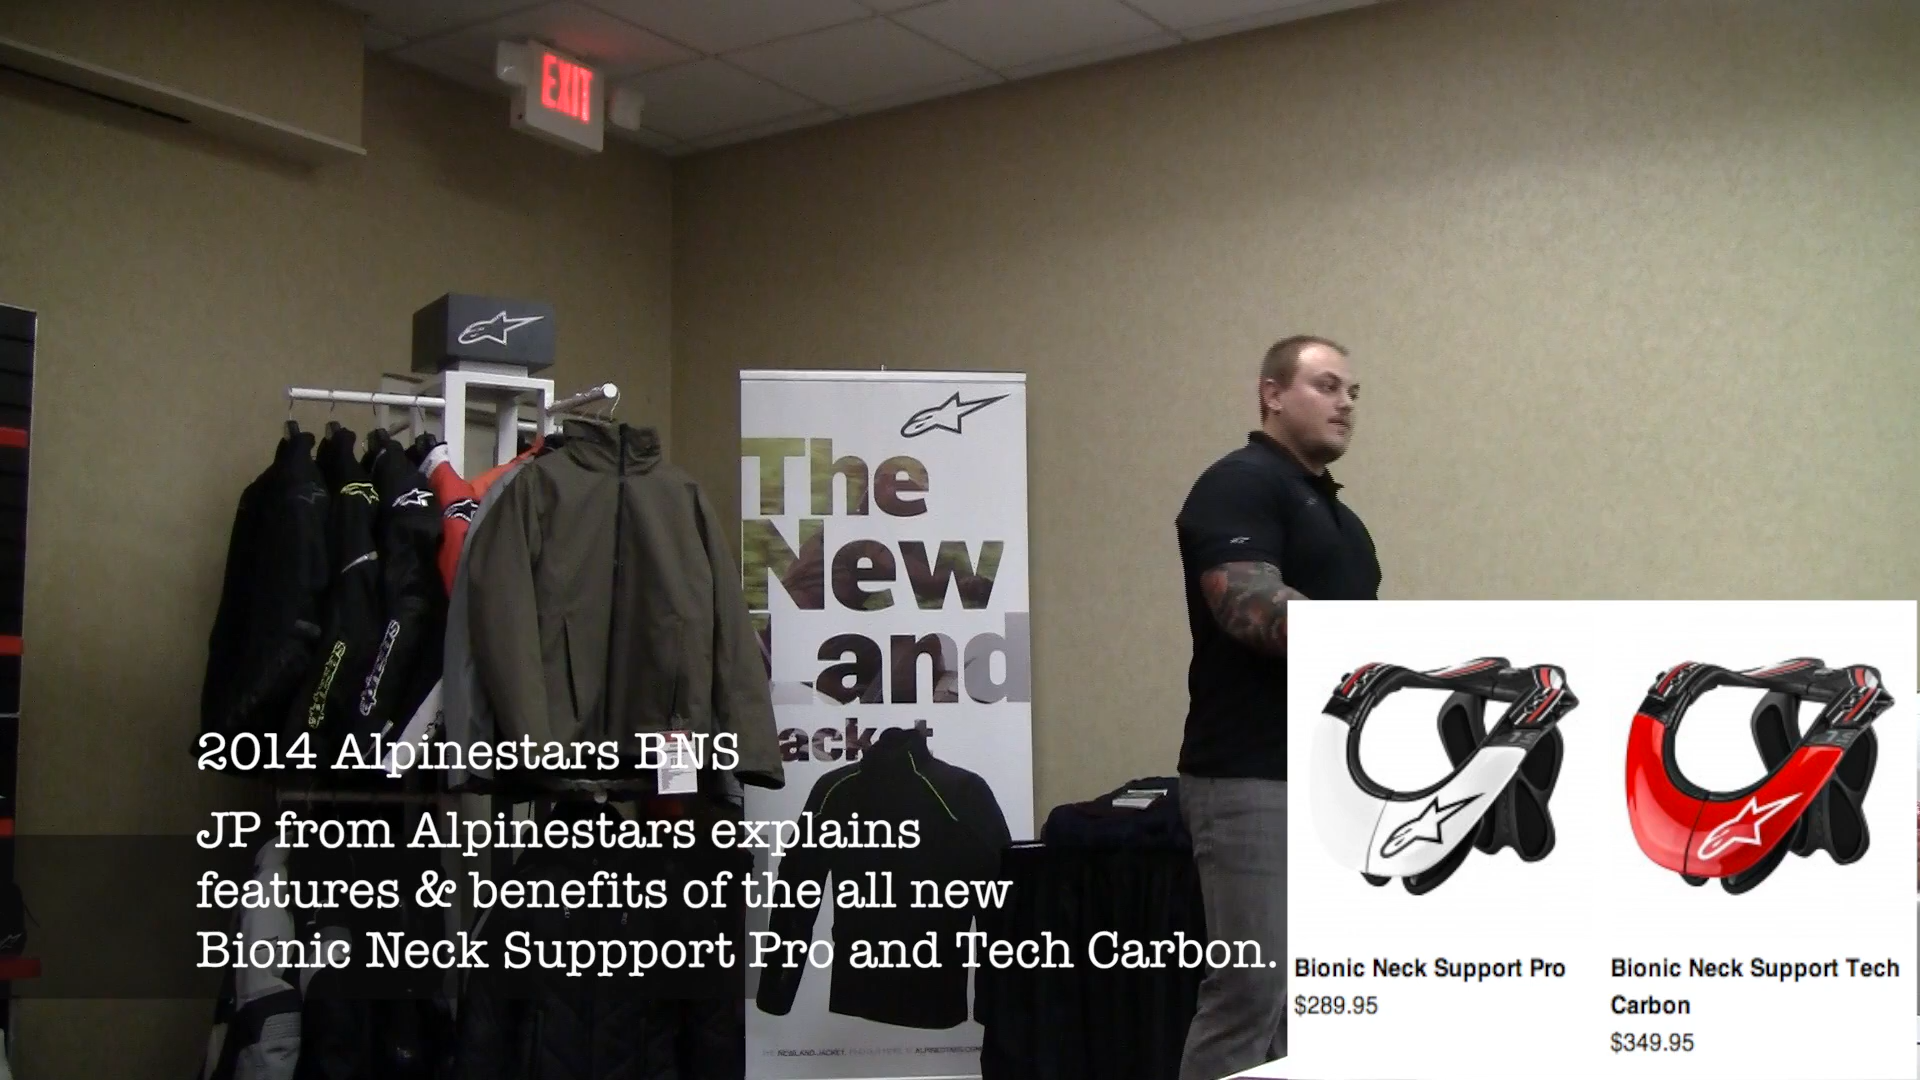 EXIT
The
New
Land
Jacket
2014 Alpinestars BNS
JP from Alpinestars explains
features & benefits of the all new
Bionic Neck Suppport Pro and Tech Carbon.
Bionic Neck Support Pro
$289.95
Bionic Neck Support Tech
Carbon
$349.95